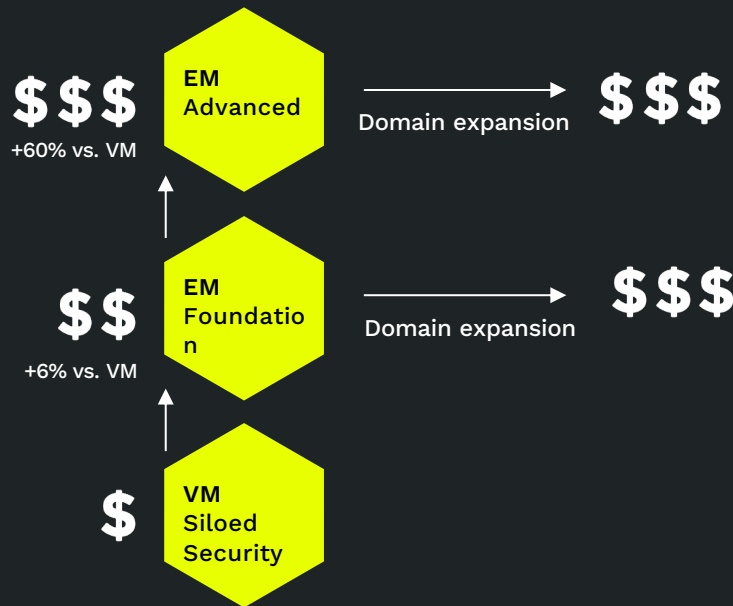 $$$
+60% vs. VM
EM
Advanced
Domain expansion
$$$
$$
+6% vs. VM
EM
Foundatio
n
Domain expansion
$$$
$
VM
Siloed
Security